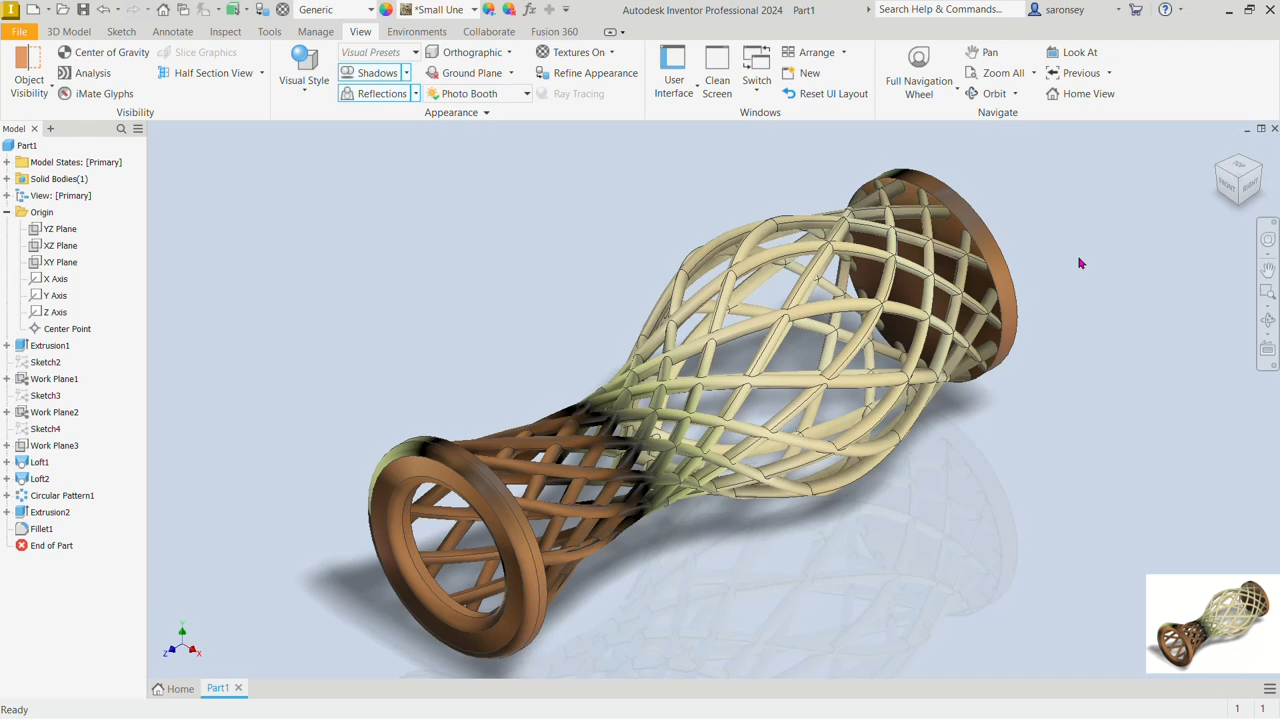 Generic
*Small Une
Autodesk Inventor Professional 2024 Part1
Search Help & Commands...
saronsey
File
3D Model
Sketch
Annotate
Inspect
Tools
Manage
View
Environments
Collaborate
Fusion 360
Object Visibility
Center of Gravity
Analysis
iMate Glyphs
Slice Graphics
Half Section View
Visibility
Visual Style
Visual Presets
Shadows
Reflections
Orthographic
Ground Plane
Photo Booth
Textures On
Refine Appearance
Ray Tracing
Appearance
User Interface
Clean Screen
Switch
Arrange
New
Reset UI Layout
Windows
Full Navigation Wheel
Pan
Zoom All
Orbit
Look At
Previous
Home View
Navigate
Model
Part1
Model States: [Primary]
Solid Bodies(1)
View: [Primary]
Origin
YZ Plane
XZ Plane
XY Plane
X Axis
Y Axis
Z Axis
Center Point
Extrusion1
Sketch2
Work Plane1
Sketch3
Work Plane2
Sketch4
Work Plane3
Loft1
Loft2
Circular Pattern1
Extrusion2
Fillet1
End of Part
TOP
FRONT
RIGHT
Y
Z
X
Home
Part1
Ready
1
1